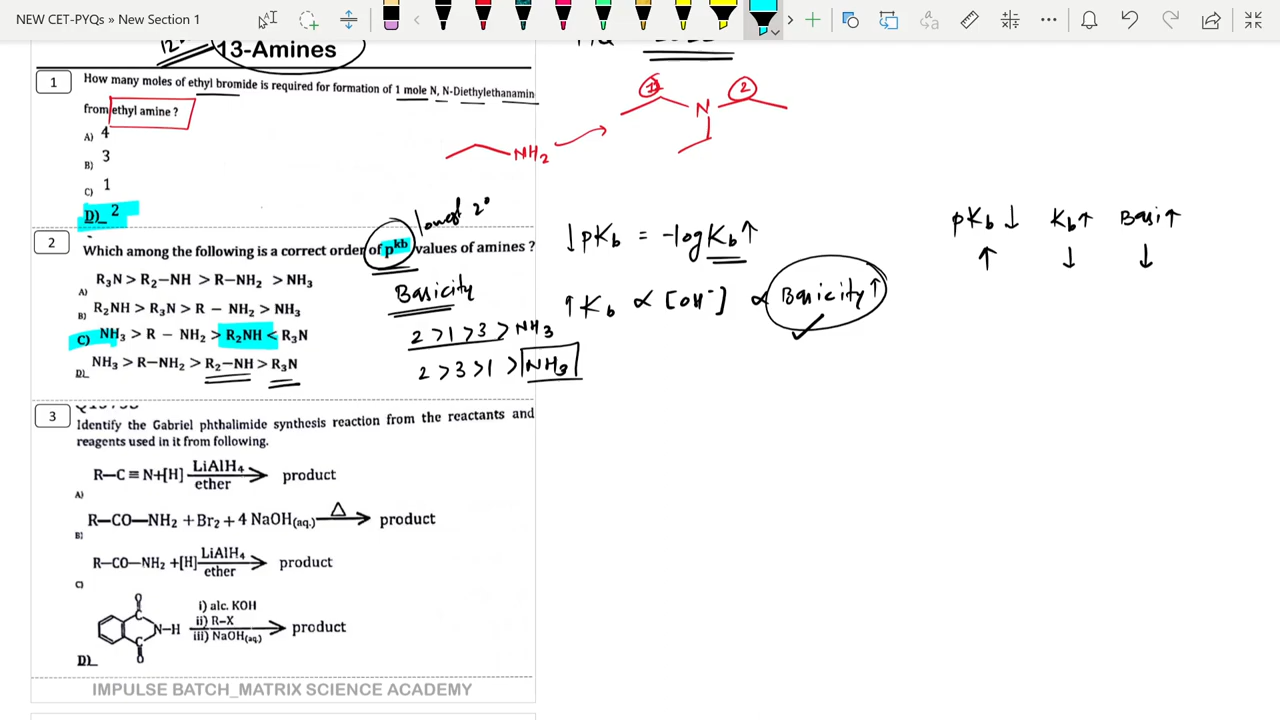 NEW CET-PYQs » New Section 1
13-Amines
1
How many moles of ethyl bromide is required for formation of 1 mole N, N-Diethylethanamin
from ethyl amine ?
A) 4
B) 3
C) 1
D) 2
NH2
N
1
2
2
Which among the following is a correct order of pkb values of amines ?
A) R3N > R2–NH > R–NH2 > NH3
B) R2NH > R3N > R – NH2 > NH3
C) NH3 > R – NH2 > R2NH < R3N
D) NH3 > R–NH2 > R2–NH > R3N
lowest 2°
Basicity
2 > 1 > 3 > NH3
2 > 3 > 1 > NH3
↓ pKb = -log Kb ↑
↑ Kb ∝ [OH-] ∝ Basicity ↑
pKb ↓ Kb ↑ Basi ↑
↑ ↓ ↓
3
Identify the Gabriel phthalimide synthesis reaction from the reactants and
reagents used in it from following.
A) R–C≡N+[H] LiAlH4 ether product
B) R–CO–NH2 + Br2 + 4 NaOH(aq.) Δ product
C) R–CO–NH2 +[H] LiAlH4 ether product
D) O C N–H C O i) alc. KOH ii) R–X iii) NaOH(aq.) product
IMPULSE BATCH_MATRIX SCIENCE ACADEMY